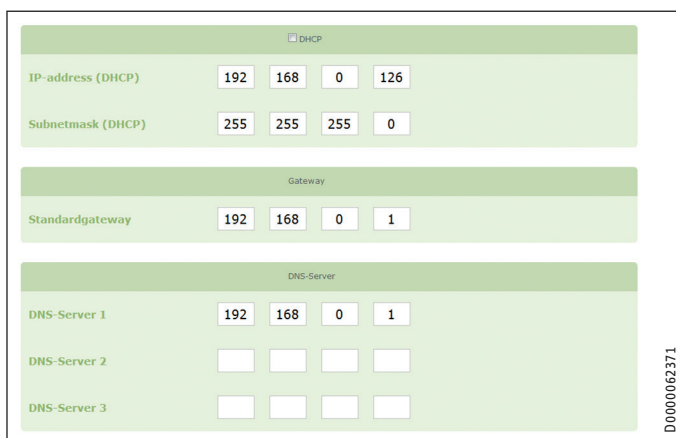 DHCP
IP-address (DHCP) 192 168 0 126
Subnetmask (DHCP) 255 255 255 0
Gateway
Standardgateway 192 168 0 1
DNS-Server
DNS-Server 1 192 168 0 1
DNS-Server 2
DNS-Server 3
D0000062371